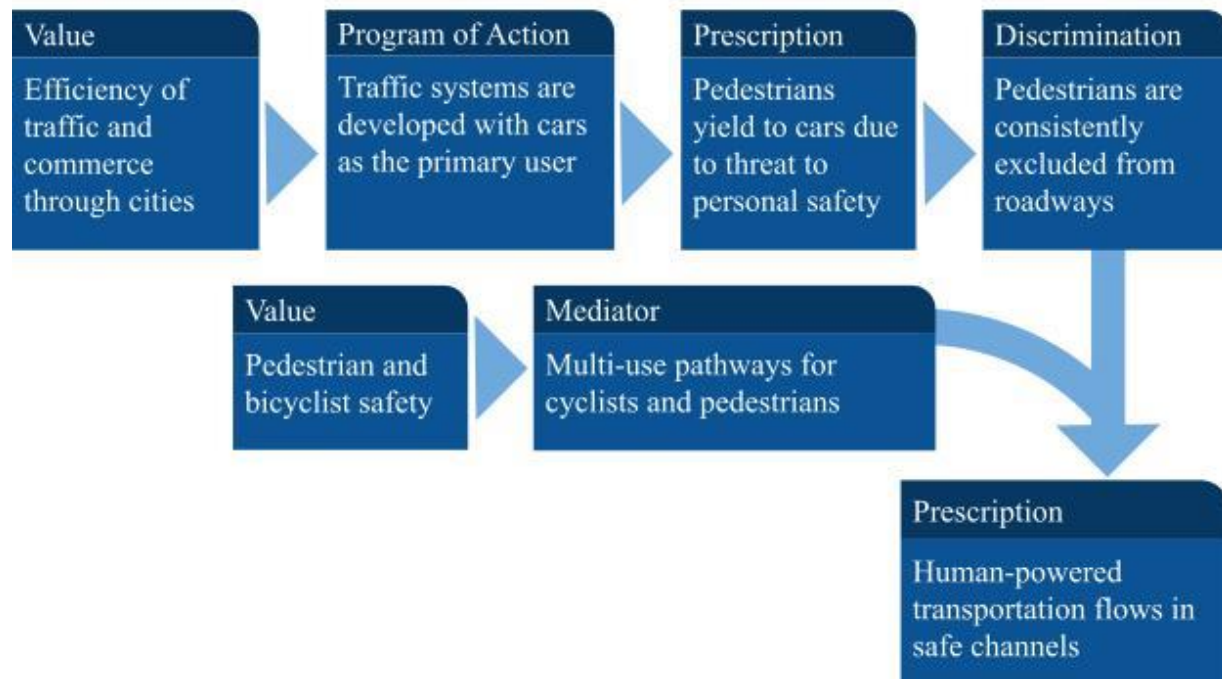 Value
Efficiency of
traffic and
commerce
through cities
Program of Action
Traffic systems are
developed with cars
as the primary user
Prescription
Pedestrians
yield to cars due
to threat to
personal safety
Discrimination
Pedestrians are
consistently
excluded from
roadways
Value
Pedestrian and
bicyclist safety
Mediator
Multi-use pathways for
cyclists and pedestrians
Prescription
Human-powered
transportation flows in
safe channels